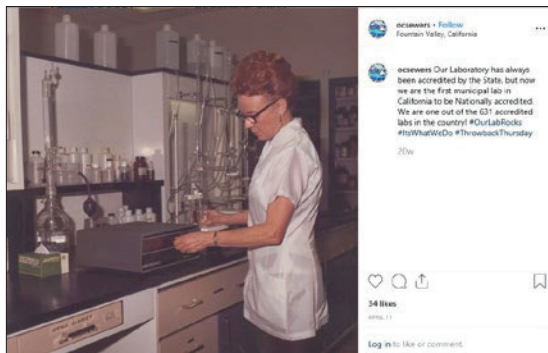 ocsewers • Follow
Fountain Valley, California
ocsewers Our Laboratory has always
been accredited by the State, but now
we are the first municipal lab in
California to be Nationally accredited.
We are one out of the 631 accredited
labs in the country! #OurLabRocks
#ItsWhatWeDo #ThrowbackThursday
20w
34 likes
APRIL 11
Log in to like or comment.